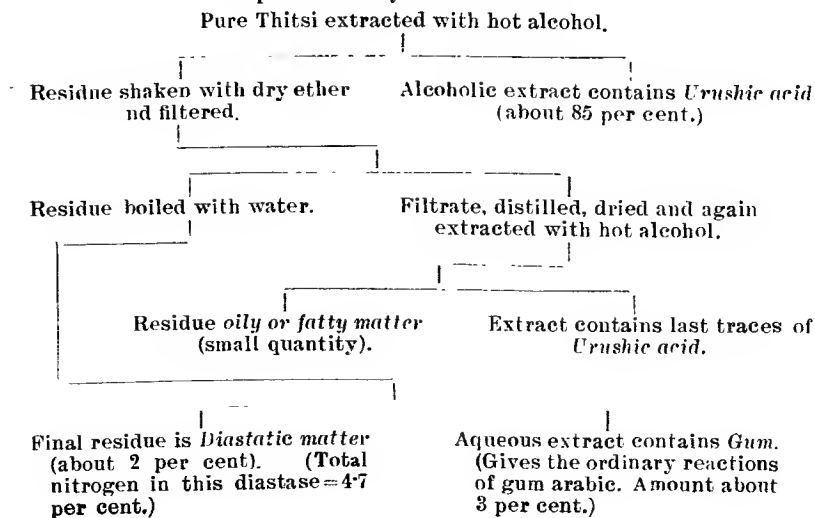 Pure Thitsi extracted with hot alcohol.
Residue shaken with dry ether
nd filtered.
Alcoholic extract contains Urushic acid
(about 85 per cent.)
Residue boiled with water.
Filtrate, distilled, dried and again
extracted with hot alcohol.
Residue oily or fatty matter
(small quantity).
Extract contains last traces of
Urushic acid.
Final residue is Diastatic matter
(about 2 per cent). (Total
nitrogen in this diastase=4·7
per cent.)
Aqueous extract contains Gum.
(Gives the ordinary reactions
of gum arabic. Amount about
3 per cent.)